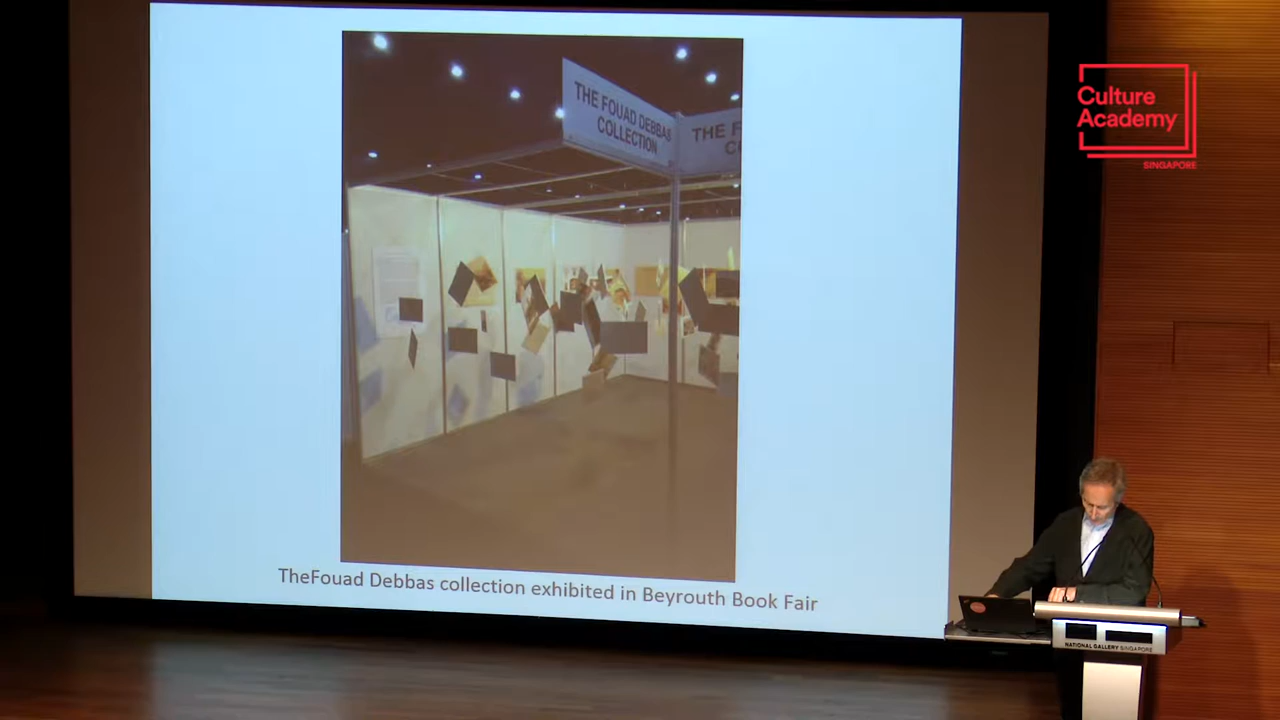 THE FOUAD DEBBAS
COLLECTION
THE F
TheFouad Debbas collection exhibited in Beyrouth Book Fair
Culture
Academy
SINGAPORE
NATIONAL GALLERY SINGAPORE